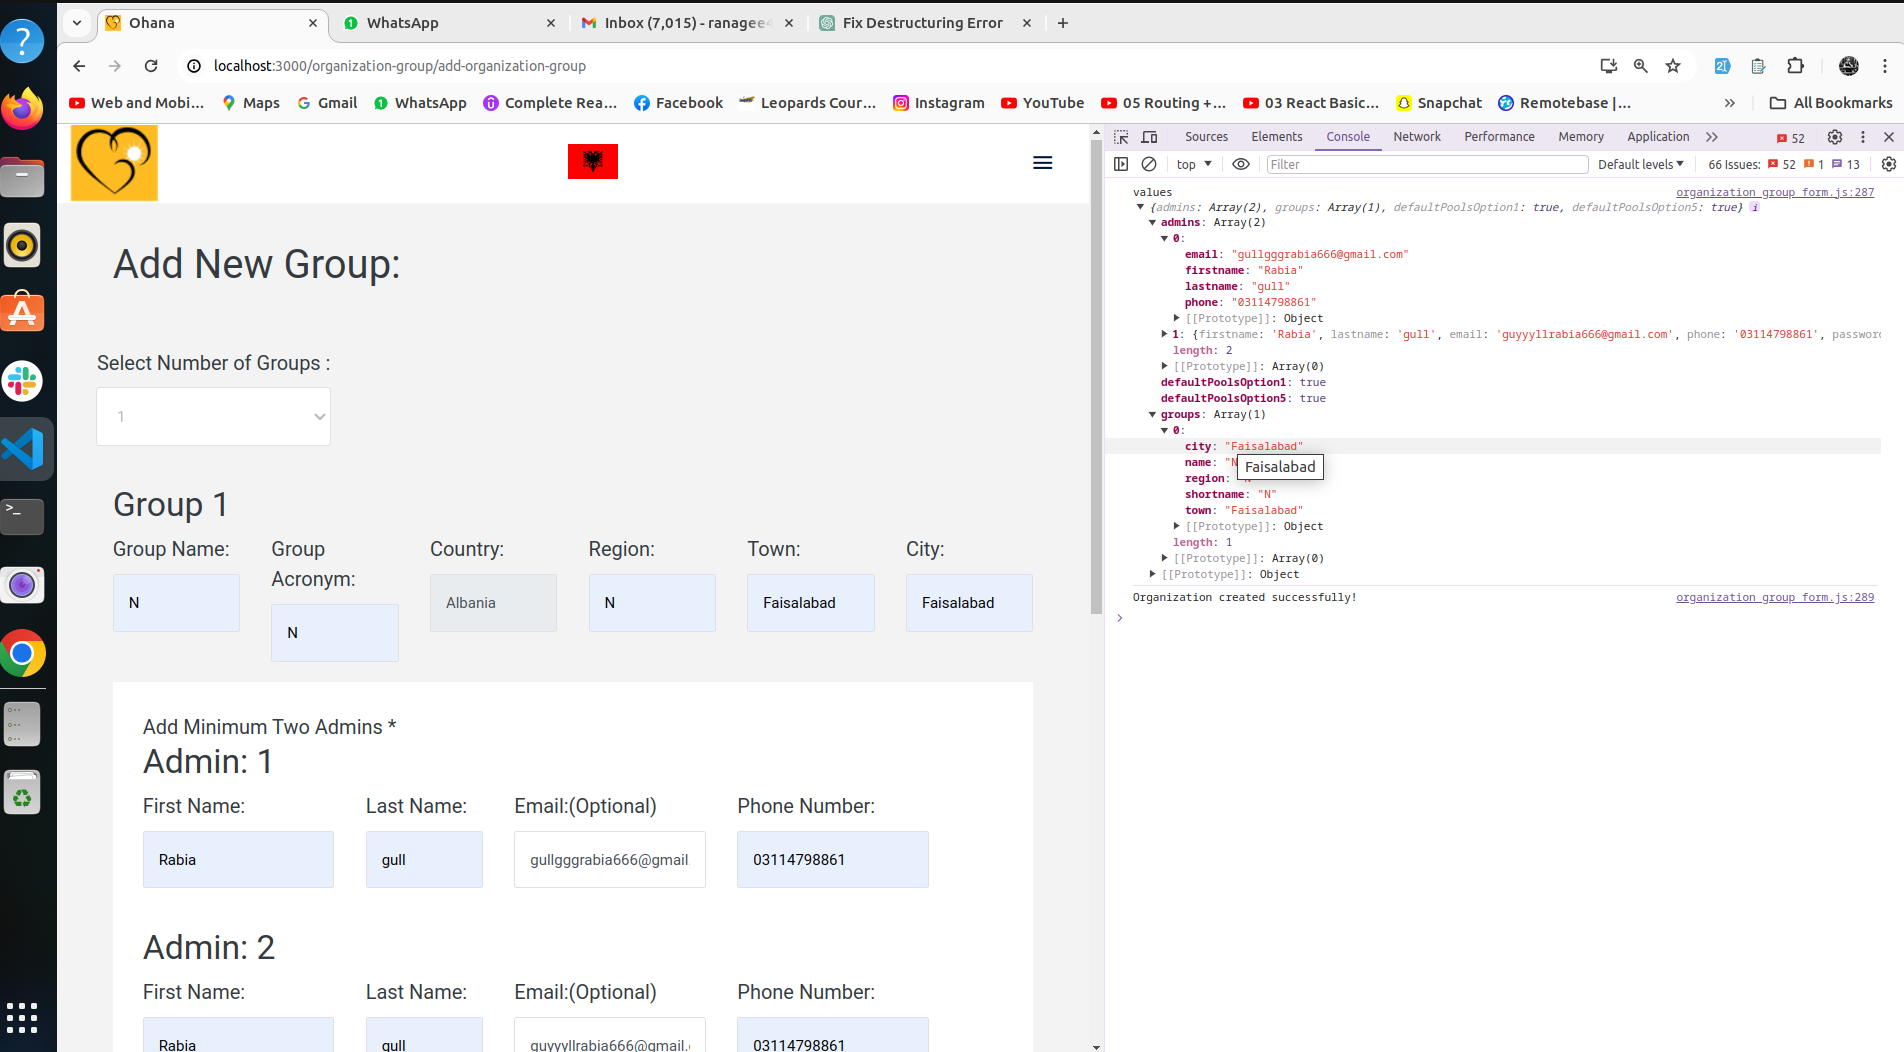 Ohana
WhatsApp
Inbox (7,015) - ranagee
Fix Destructuring Error
localhost:3000/organization-group/add-organization-group
Web and Mobi...
Maps
Gmail
WhatsApp
Complete Rea...
Facebook
Leopards Cour...
Instagram
YouTube
05 Routing +...
03 React Basic...
Snapchat
Remotebase |...
All Bookmarks
Add New Group:
Select Number of Groups :
1
Group 1
Group Name:
Group Acronym:
Country:
Region:
Town:
City:
N
N
Albania
N
Faisalabad
Faisalabad
Add Minimum Two Admins *
Admin: 1
First Name:
Last Name:
Email:(Optional)
Phone Number:
Rabia
gull
gullgggrabia666@gmail.
03114798861
Admin: 2
First Name:
Last Name:
Email:(Optional)
Phone Number:
Rabia
gull
guyyyllrabia666@gmail.
03114798861
Sources
Elements
Console
Network
Performance
Memory
Application
52
top
Filter
Default levels
66 Issues: 52 1 13
values
organization group form.js:287
{admins: Array(2), groups: Array(1), defaultPoolsOption1: true, defaultPoolsOption5: true} i
admins: Array(2)
0:
email: "gullgggrabia666@gmail.com"
firstname: "Rabia"
lastname: "gull"
phone: "03114798861"
[[Prototype]]: Object
1: {firstname: 'Rabia', lastname: 'gull', email: 'guyyyllrabia666@gmail.com', phone: '03114798861', password
length: 2
[[Prototype]]: Array(0)
defaultPoolsOption1: true
defaultPoolsOption5: true
groups: Array(1)
0:
city: "Faisalabad"
name: "N
Faisalabad
region: "N"
shortname: "N"
town: "Faisalabad"
[[Prototype]]: Object
length: 1
[[Prototype]]: Array(0)
[[Prototype]]: Object
Organization created successfully!
organization group form.js:289